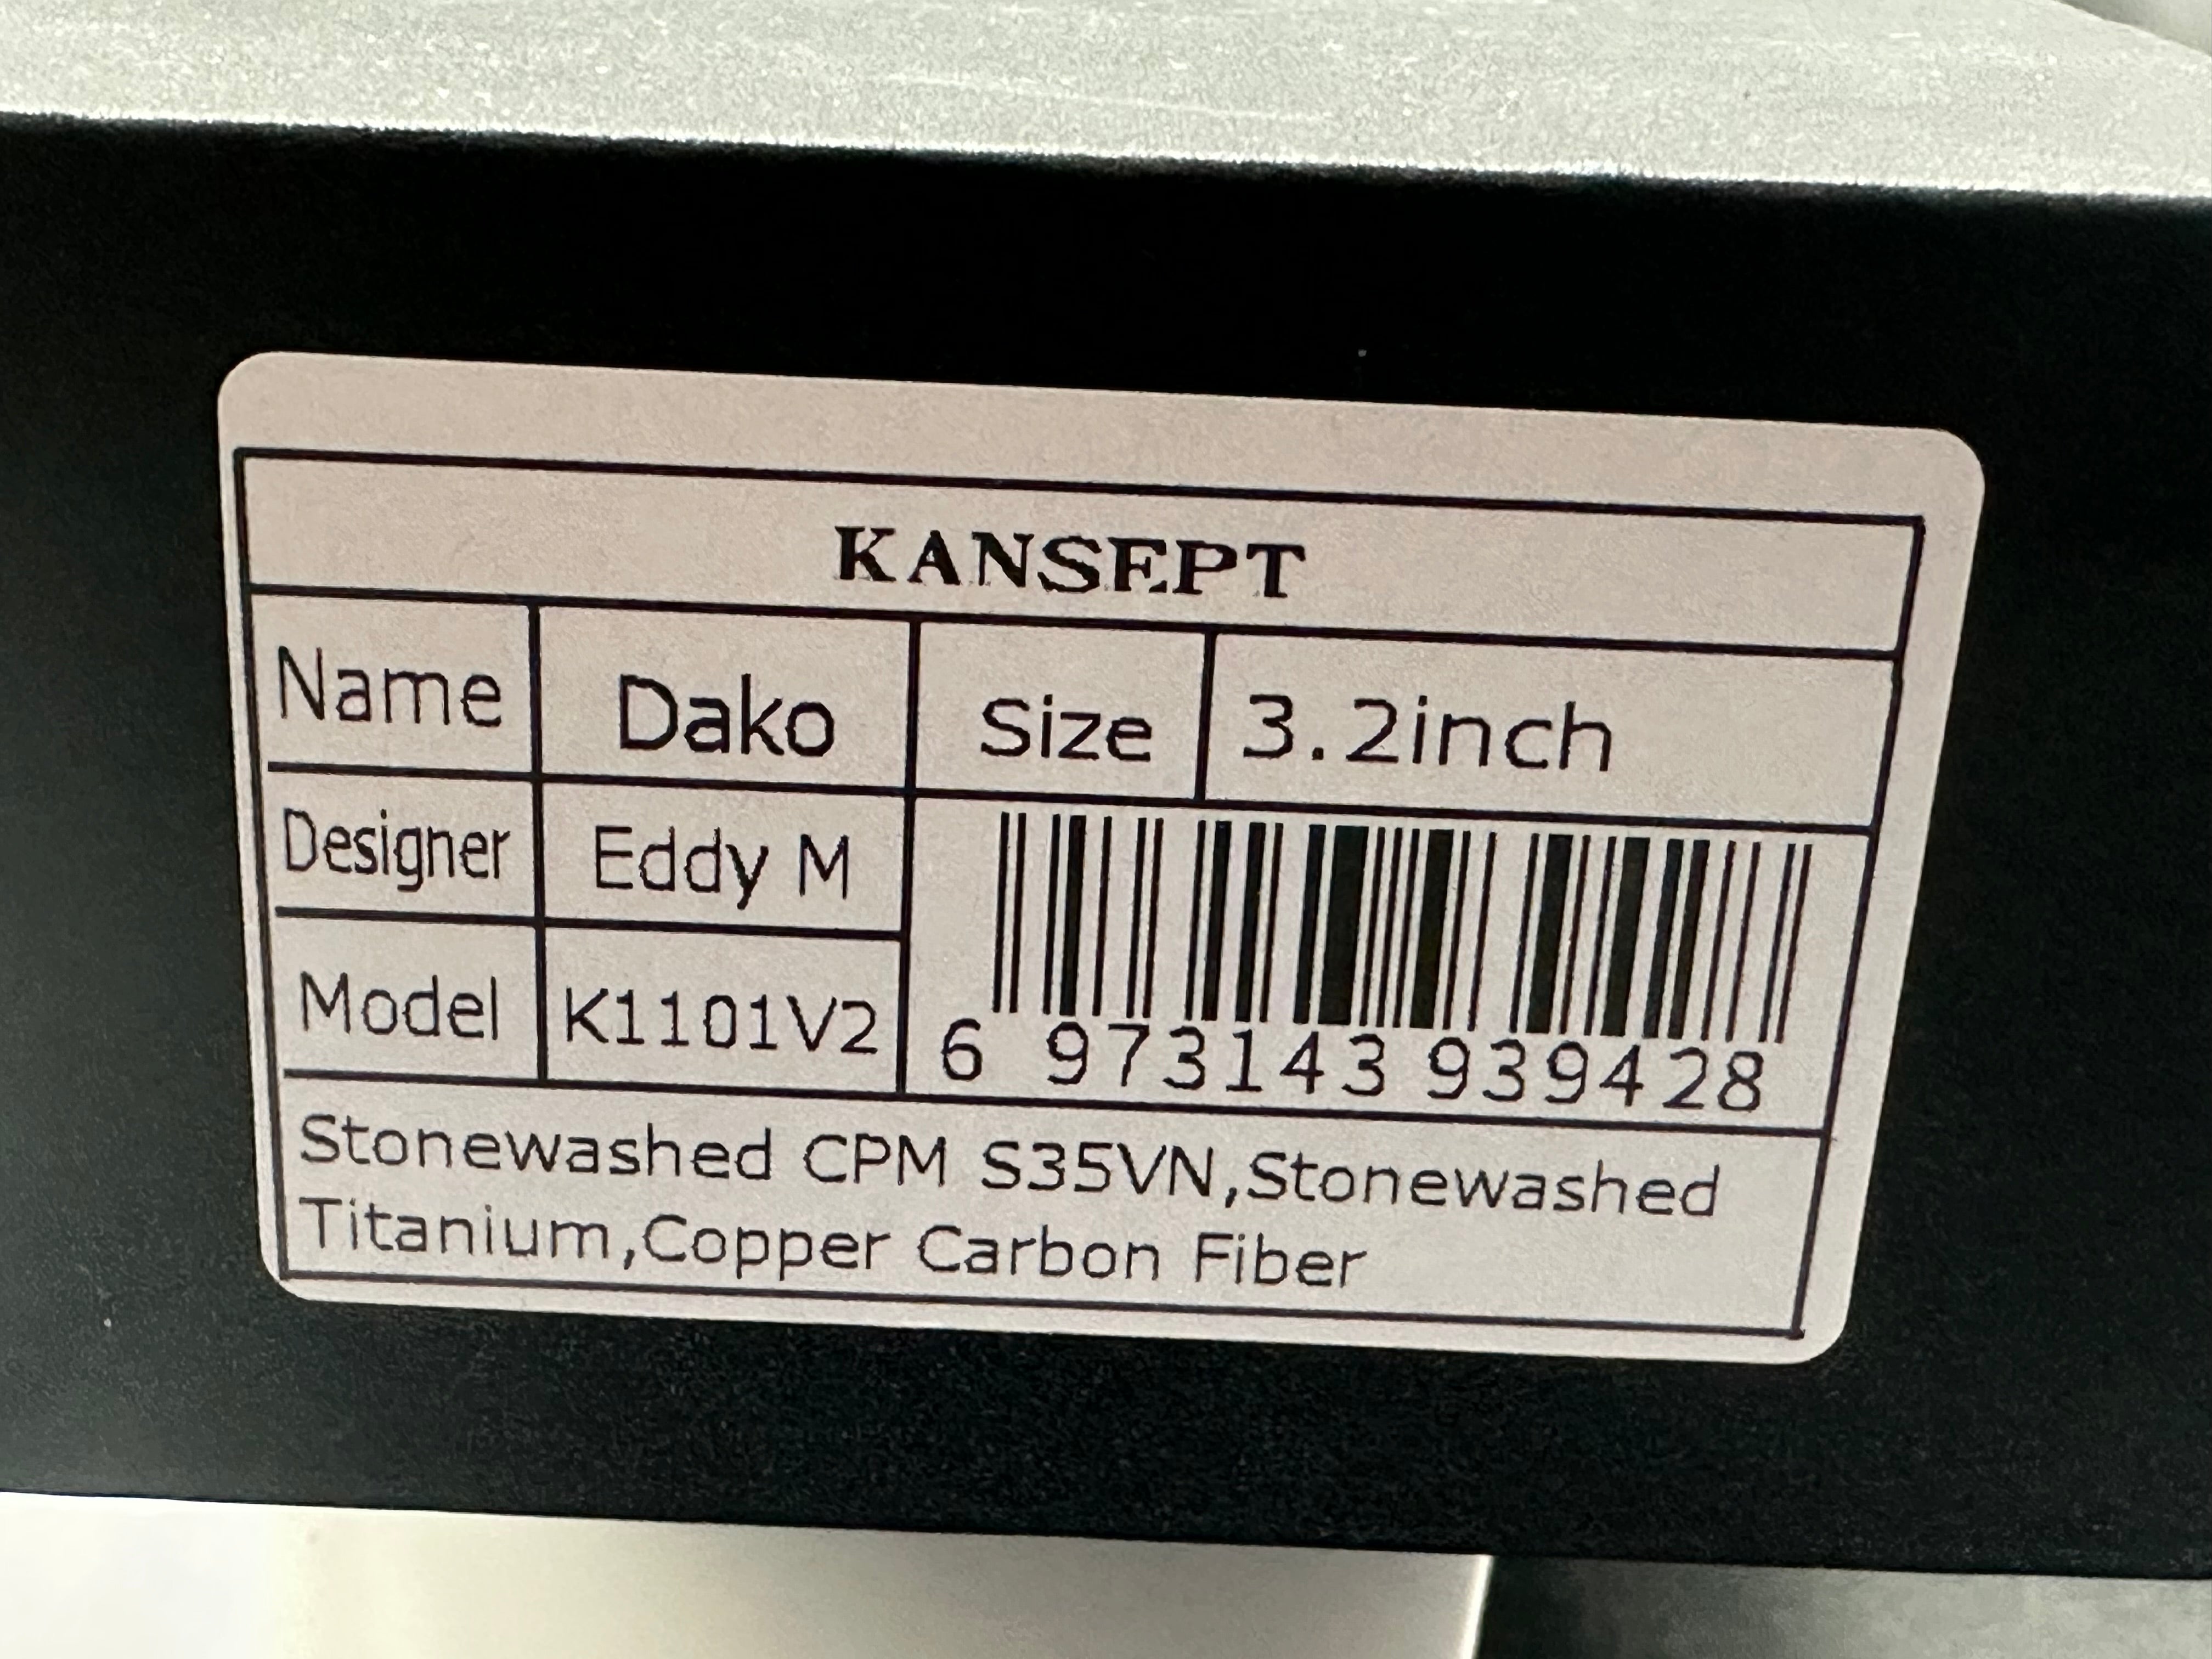 KANSEPT
Name Dako Size 3.2inch
Designer Eddy M
Model K1101V2
6 973143 939428
Stonewashed CPM S35VN,Stonewashed
Titanium,Copper Carbon Fiber